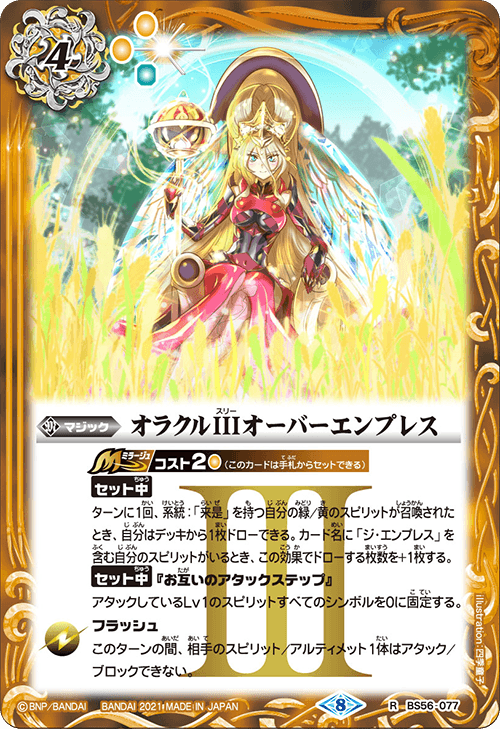 4
マジック オラクルIIIオーバーエンプレス
スリー
ミラージュ コスト2 (このカードは手札からセットできる)
セット中
ターンに1回、系統:「来是」を持つ自分の緑/黄のスピリットが召喚された
とき、自分はデッキから1枚ドローできる。カード名に「ジ・エンプレス」を
含む自分のスピリットがいるとき、この効果でドローする枚数を+1枚する。
セット中『お互いのアタックステップ』
アタックしているLv1のスピリットすべてのシンボルを0に固定する。
フラッシュ
このターンの間、相手のスピリット/アルティメット1体はアタック/
ブロックできない。
III
Illustration:四季童子
©BNP/BANDAI BANDAI 2021 MADE IN JAPAN 8 R BS56-077